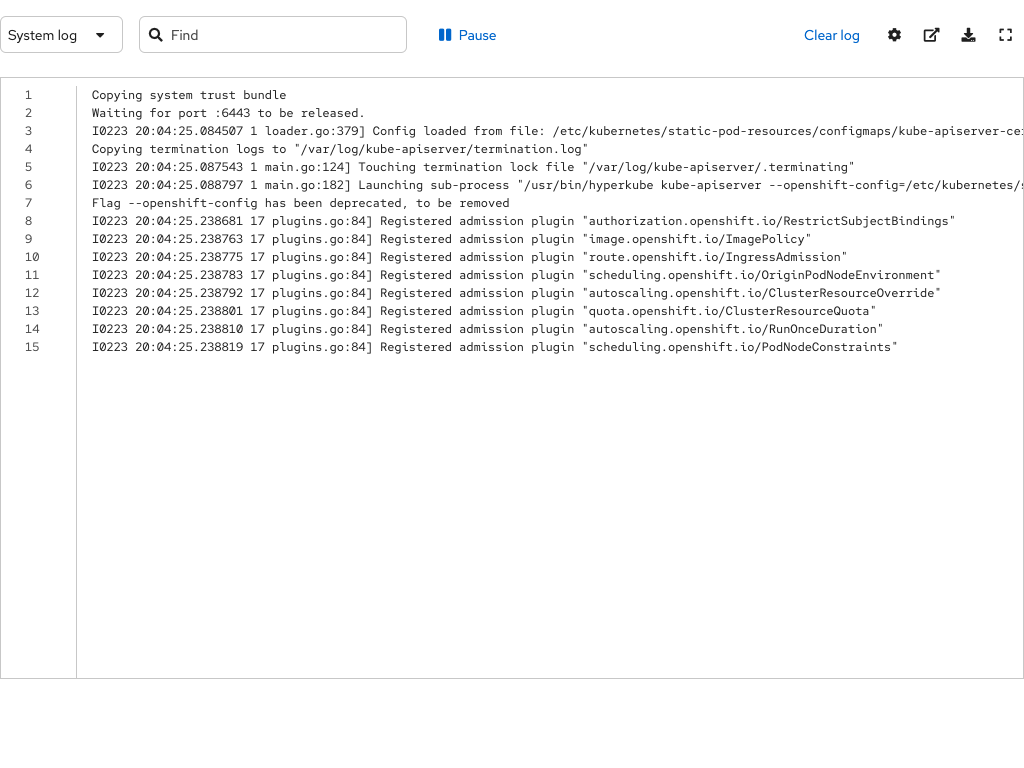 System log
Find
Pause
Clear log
1 Copying system trust bundle
2 Waiting for port :6443 to be released.
3 I0223 20:04:25.084507 1 loader.go:379] Config loaded from file: /etc/kubernetes/static-pod-resources/configmaps/kube-apiserver-ce
4 Copying termination logs to "/var/log/kube-apiserver/termination.log"
5 I0223 20:04:25.087543 1 main.go:124] Touching termination lock file "/var/log/kube-apiserver/.terminating"
6 I0223 20:04:25.088797 1 main.go:182] Launching sub-process "/usr/bin/hyperkube kube-apiserver --openshift-config=/etc/kubernetes/s
7 Flag --openshift-config has been deprecated, to be removed
8 I0223 20:04:25.238681 17 plugins.go:84] Registered admission plugin "authorization.openshift.io/RestrictSubjectBindings"
9 I0223 20:04:25.238763 17 plugins.go:84] Registered admission plugin "image.openshift.io/ImagePolicy"
10 I0223 20:04:25.238775 17 plugins.go:84] Registered admission plugin "route.openshift.io/IngressAdmission"
11 I0223 20:04:25.238783 17 plugins.go:84] Registered admission plugin "scheduling.openshift.io/OriginPodNodeEnvironment"
12 I0223 20:04:25.238792 17 plugins.go:84] Registered admission plugin "autoscaling.openshift.io/ClusterResourceOverride"
13 I0223 20:04:25.238801 17 plugins.go:84] Registered admission plugin "quota.openshift.io/ClusterResourceQuota"
14 I0223 20:04:25.238810 17 plugins.go:84] Registered admission plugin "autoscaling.openshift.io/RunOnceDuration"
15 I0223 20:04:25.238819 17 plugins.go:84] Registered admission plugin "scheduling.openshift.io/PodNodeConstraints"